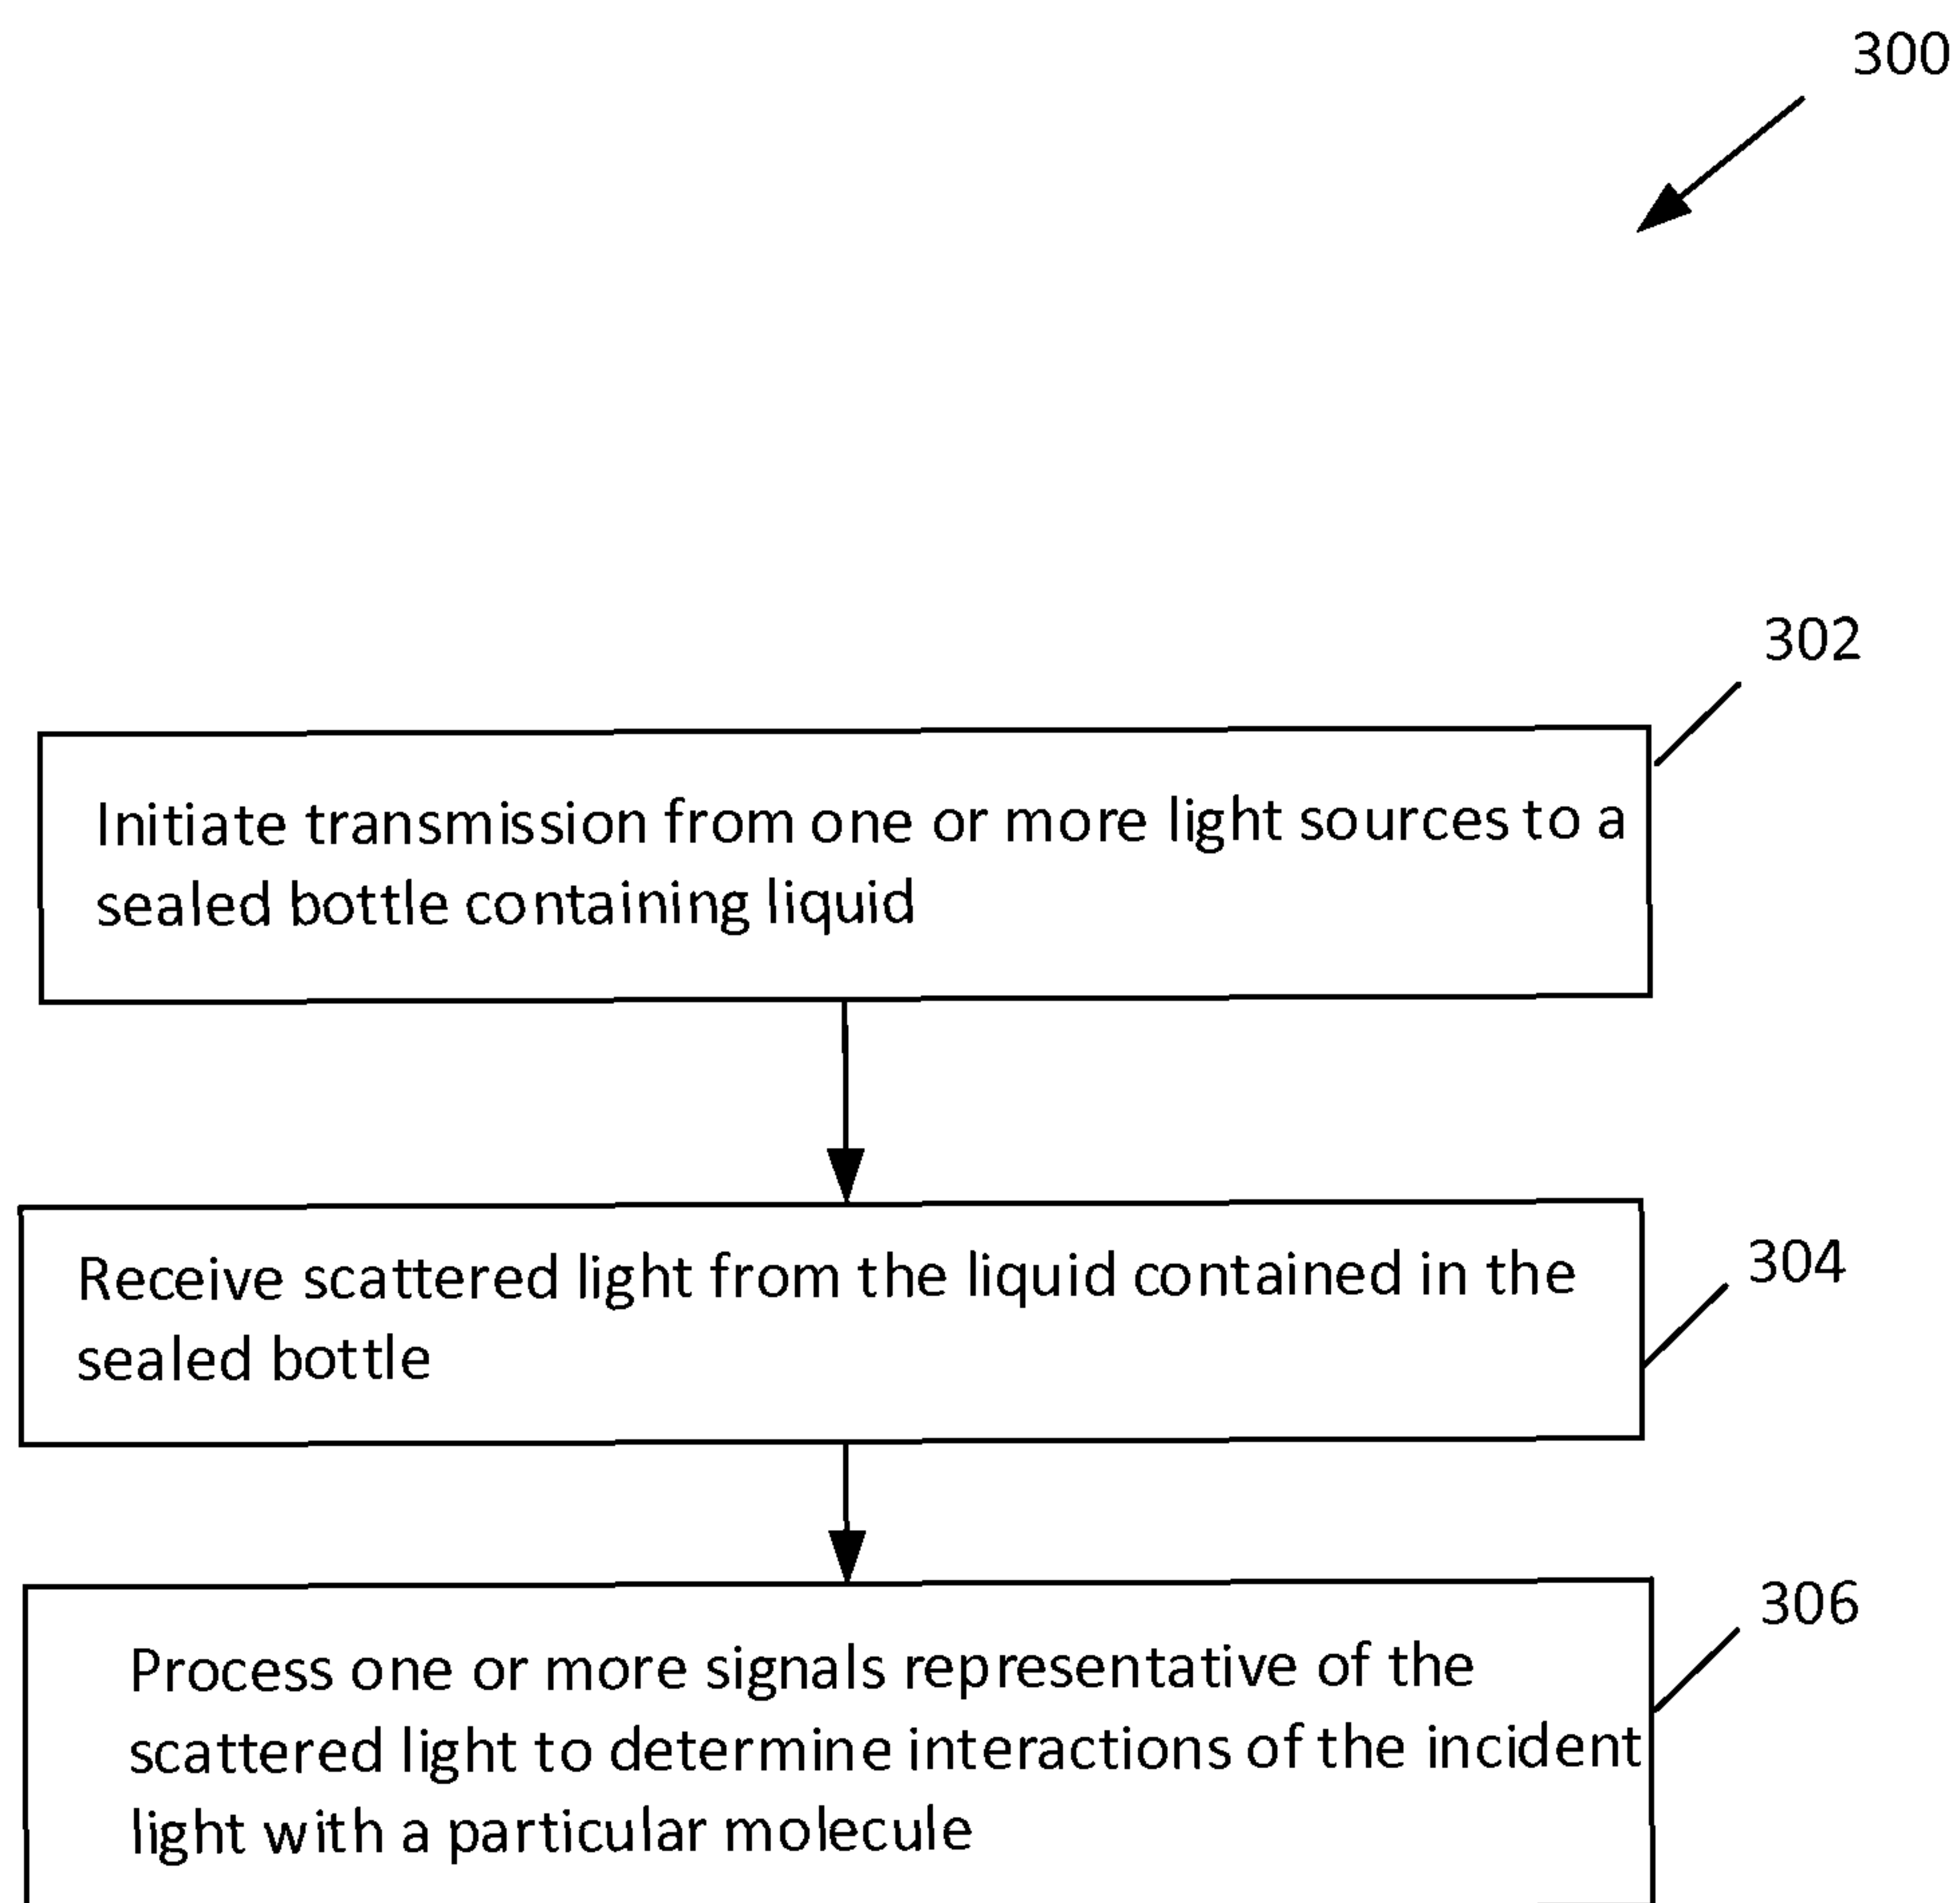 300
302
Initiate transmission from one or more light sources to a
sealed bottle containing liquid
304
Receive scattered light from the liquid contained in the
sealed bottle
306
Process one or more signals representative of the
scattered light to determine interactions of the incident
light with a particular molecule